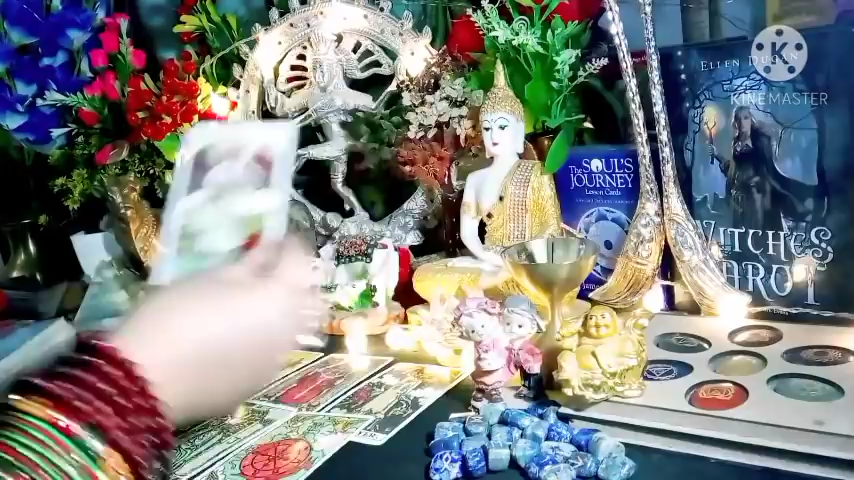 ELLEN DUGAN
WITCHES
TAROT
The SOUL'S
JOURNEY
Lesson Cards
K
KINEMASTER